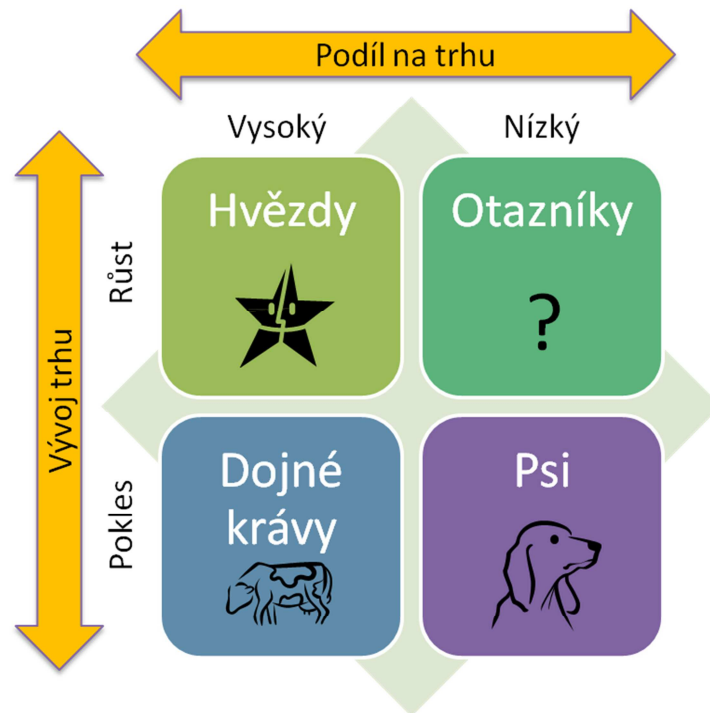 Podíl na trhu
Vysoký
Nízký
Vývoj trhu
Růst
Hvězdy
Otazníky
?
Pokles
Dojné
krávy
Psi